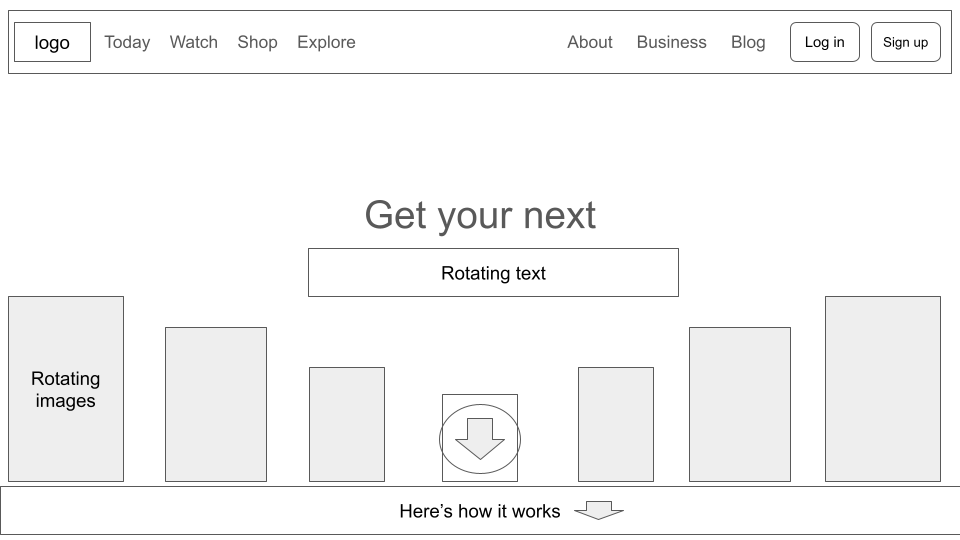 logo Today Watch Shop Explore About Business Blog Log in Sign up
Get your next
Rotating text
Rotating
images
Here’s how it works